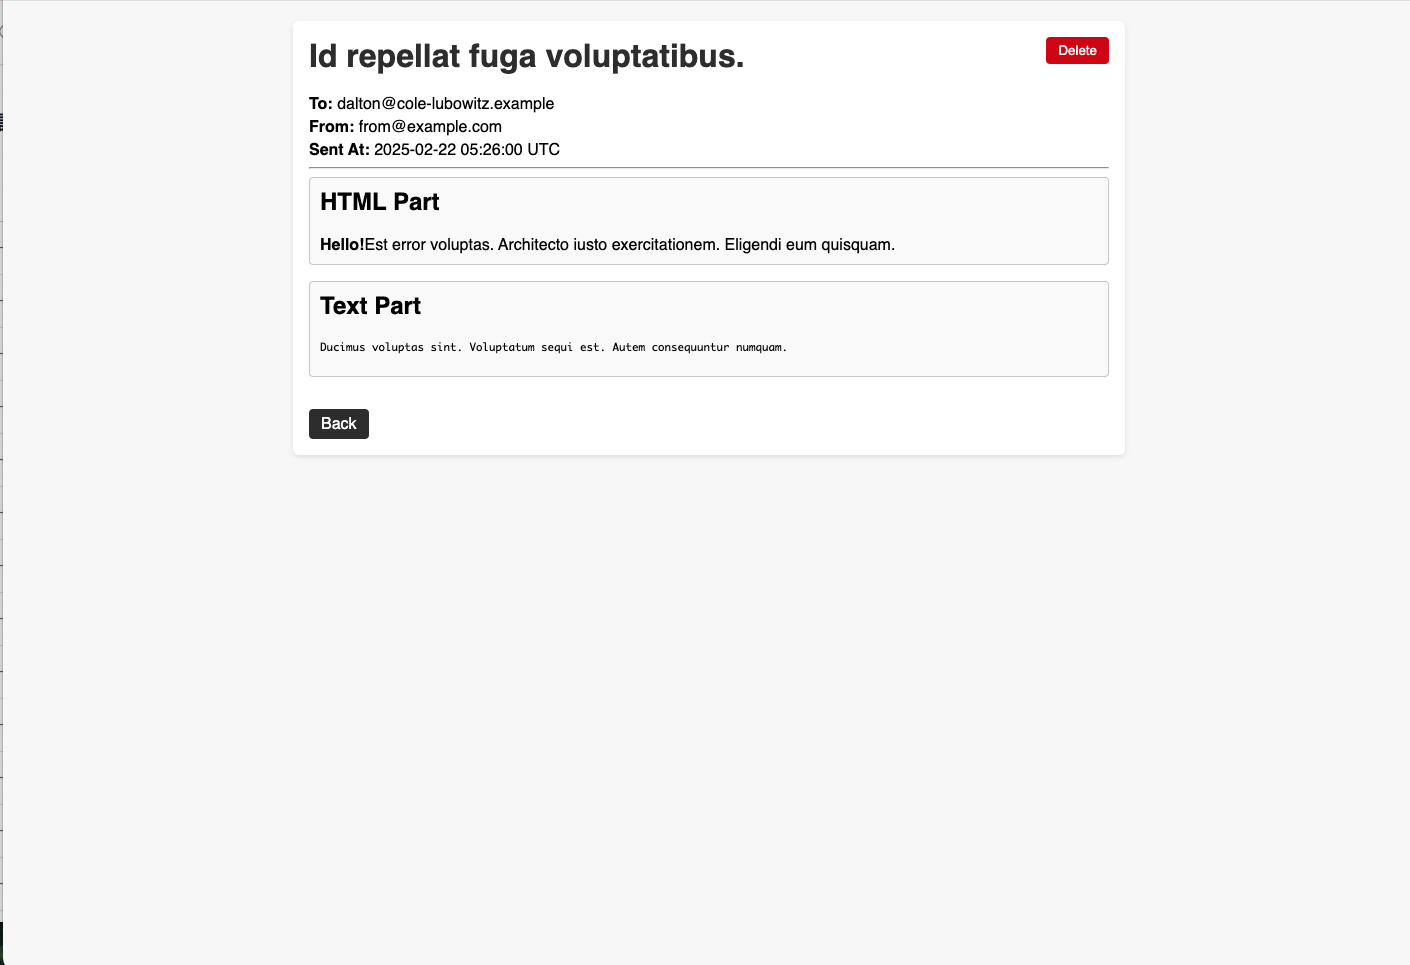 Id repellat fuga voluptatibus.
Delete
To: dalton@cole-lubowitz.example
From: from@example.com
Sent At: 2025-02-22 05:26:00 UTC
HTML Part
Hello!Est error voluptas. Architecto iusto exercitationem. Eligendi eum quisquam.
Text Part
Ducimus voluptas sint. Voluptatum sequi est. Autem consequuntur numquam.
Back